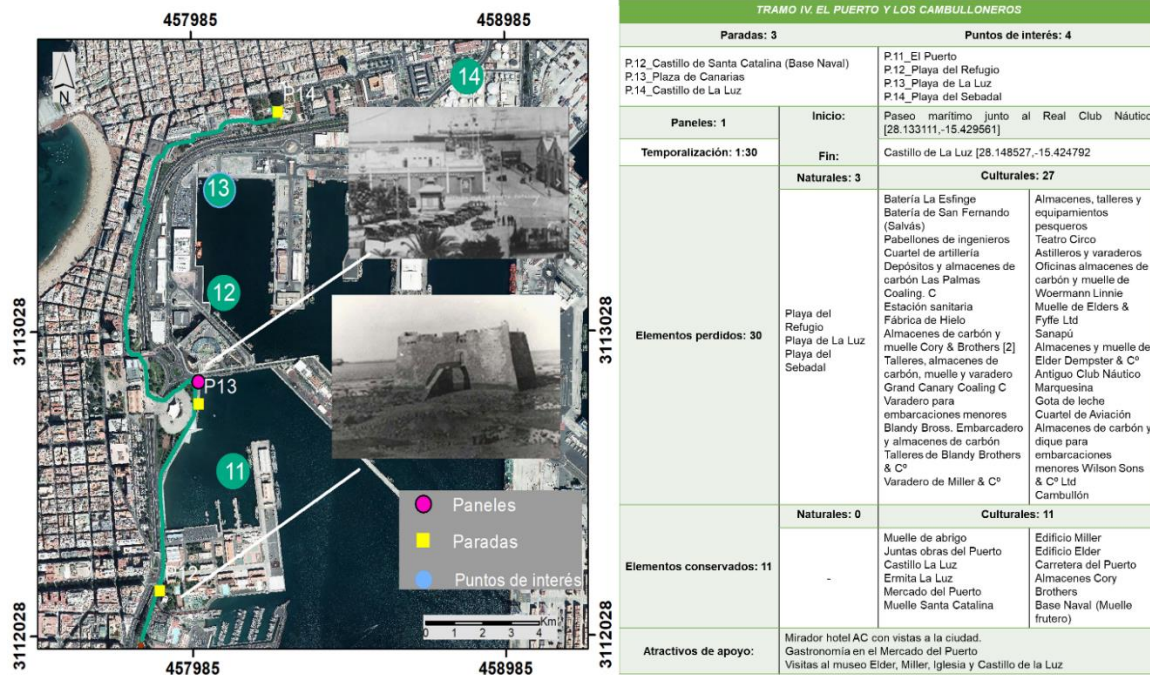 457985
458985
3113028
3112028
3113028
3112028
457985
458985
N
14
P14
13
12
P13
11
Paneles
Paradas
Puntos de interés
Km
0 1 2 3 4
TRAMO IV. EL PUERTO Y LOS CAMBULLONEROS
Paradas: 3
Puntos de interés: 4
P.12_Castillo de Santa Catalina (Base Naval)
P.13_Plaza de Canarias
P.14_Castillo de La Luz
P.11_El Puerto
P.12_Playa del Refugio
P.13_Playa de La Luz
P.14_Playa del Sebadal
Paneles: 1
Inicio:
Paseo marítimo junto al Real Club Náutico
[28.133111,-15.429561]
Temporalización: 1:30
Fin:
Castillo de La Luz [28.148527,-15.424792
Elementos perdidos: 30
Naturales: 3
Culturales: 27
Playa del
Refugio
Playa de La Luz
Playa del
Sebadal
Batería La Esfinge
Batería de San Fernando
(Salvás)
Pabellones de ingenieros
Cuartel de artillería
Depósitos y almacenes de
carbón Las Palmas
Coaling. C
Estación sanitaria
Fábrica de Hielo
Almacenes de carbón y
muelle Cory & Brothers [2]
Talleres, almacenes de
carbón, muelle y varadero
Grand Canary Coaling C
Varadero para
embarcaciones menores
Blandy Bross. Embarcadero
y almacenes de carbón
Talleres de Blandy Brothers
& Cº
Varadero de Miller & Cº
Almacenes, talleres y
equipamientos
pesqueros
Teatro Circo
Astilleros y varaderos
Oficinas almacenes de
carbón y muelle de
Woermann Linnie
Muelle de Elders &
Fyffe Ltd
Sanapú
Almacenes y muelle de
Elder Dempster & Cº
Antiguo Club Náutico
Marquesina
Gota de leche
Cuartel de Aviación
Almacenes de carbón y
dique para
embarcaciones
menores Wilson Sons
& Cº Ltd
Cambullón
Elementos conservados: 11
Naturales: 0
Culturales: 11
-
Muelle de abrigo
Juntas obras del Puerto
Castillo La Luz
Ermita La Luz
Mercado del Puerto
Muelle Santa Catalina
Edificio Miller
Edificio Elder
Carretera del Puerto
Almacenes Cory
Brothers
Base Naval (Muelle
frutero)
Atractivos de apoyo:
Mirador hotel AC con vistas a la ciudad.
Gastronomía en el Mercado del Puerto
Visitas al museo Elder, Miller, Iglesia y Castillo de la Luz